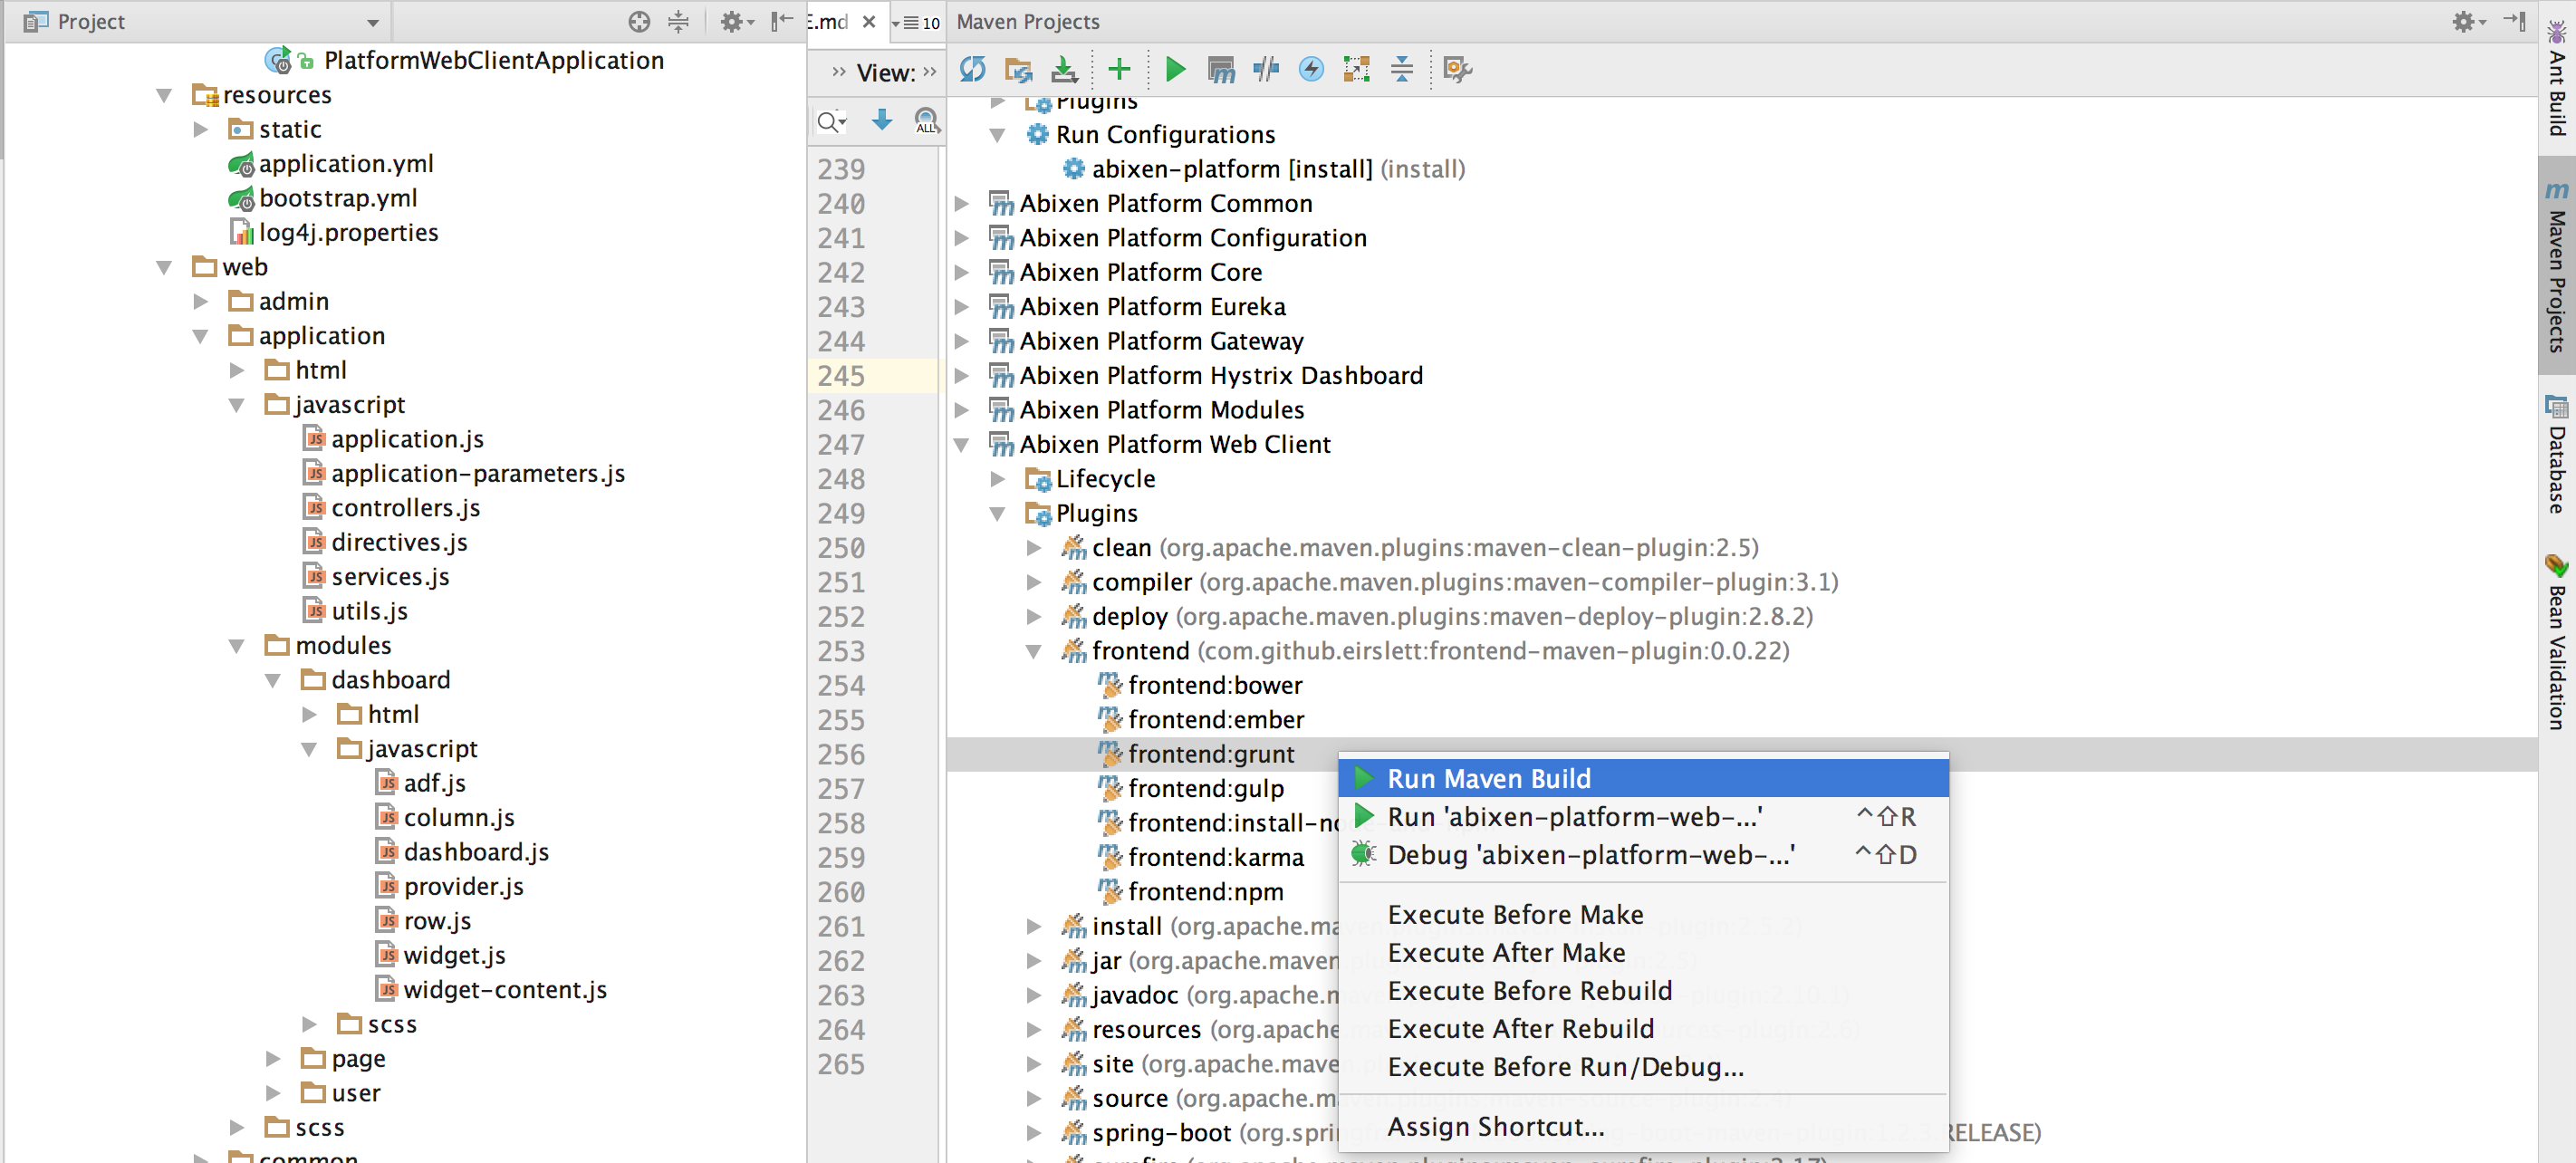 Project
PlatformWebClientApplication
resources
static
application.yml
bootstrap.yml
log4j.properties
web
admin
application
html
javascript
application.js
application-parameters.js
controllers.js
directives.js
services.js
utils.js
modules
dashboard
html
javascript
adf.js
column.js
dashboard.js
provider.js
row.js
widget.js
widget-content.js
scss
page
user
scss
common
E.md
10
View:
ALL
239
240
241
242
243
244
245
246
247
248
249
250
251
252
253
254
255
256
257
258
259
260
261
262
263
264
265
Maven Projects
Plugins
Run Configurations
abixen-platform [install] (install)
Abixen Platform Common
Abixen Platform Configuration
Abixen Platform Core
Abixen Platform Eureka
Abixen Platform Gateway
Abixen Platform Hystrix Dashboard
Abixen Platform Modules
Abixen Platform Web Client
Lifecycle
Plugins
clean (org.apache.maven.plugins:maven-clean-plugin:2.5)
compiler (org.apache.maven.plugins:maven-compiler-plugin:3.1)
deploy (org.apache.maven.plugins:maven-deploy-plugin:2.8.2)
frontend (com.github.eirslett:frontend-maven-plugin:0.0.22)
frontend:bower
frontend:ember
frontend:grunt
frontend:gulp
frontend:install-no
frontend:karma
frontend:npm
install (org.apache.maven
jar (org.apache.maven
javadoc (org.apache.m
resources (org.apache
site (org.apache.maven
source (org.apache.ma
spring-boot (org.spring RELEASE)
Run Maven Build
Run 'abixen-platform-web-...' ^⇧R
Debug 'abixen-platform-web-...' ^⇧D
Execute Before Make
Execute After Make
Execute Before Rebuild
Execute After Rebuild
Execute Before Run/Debug...
Assign Shortcut...
Ant Build
Maven Projects
Database
Bean Validation